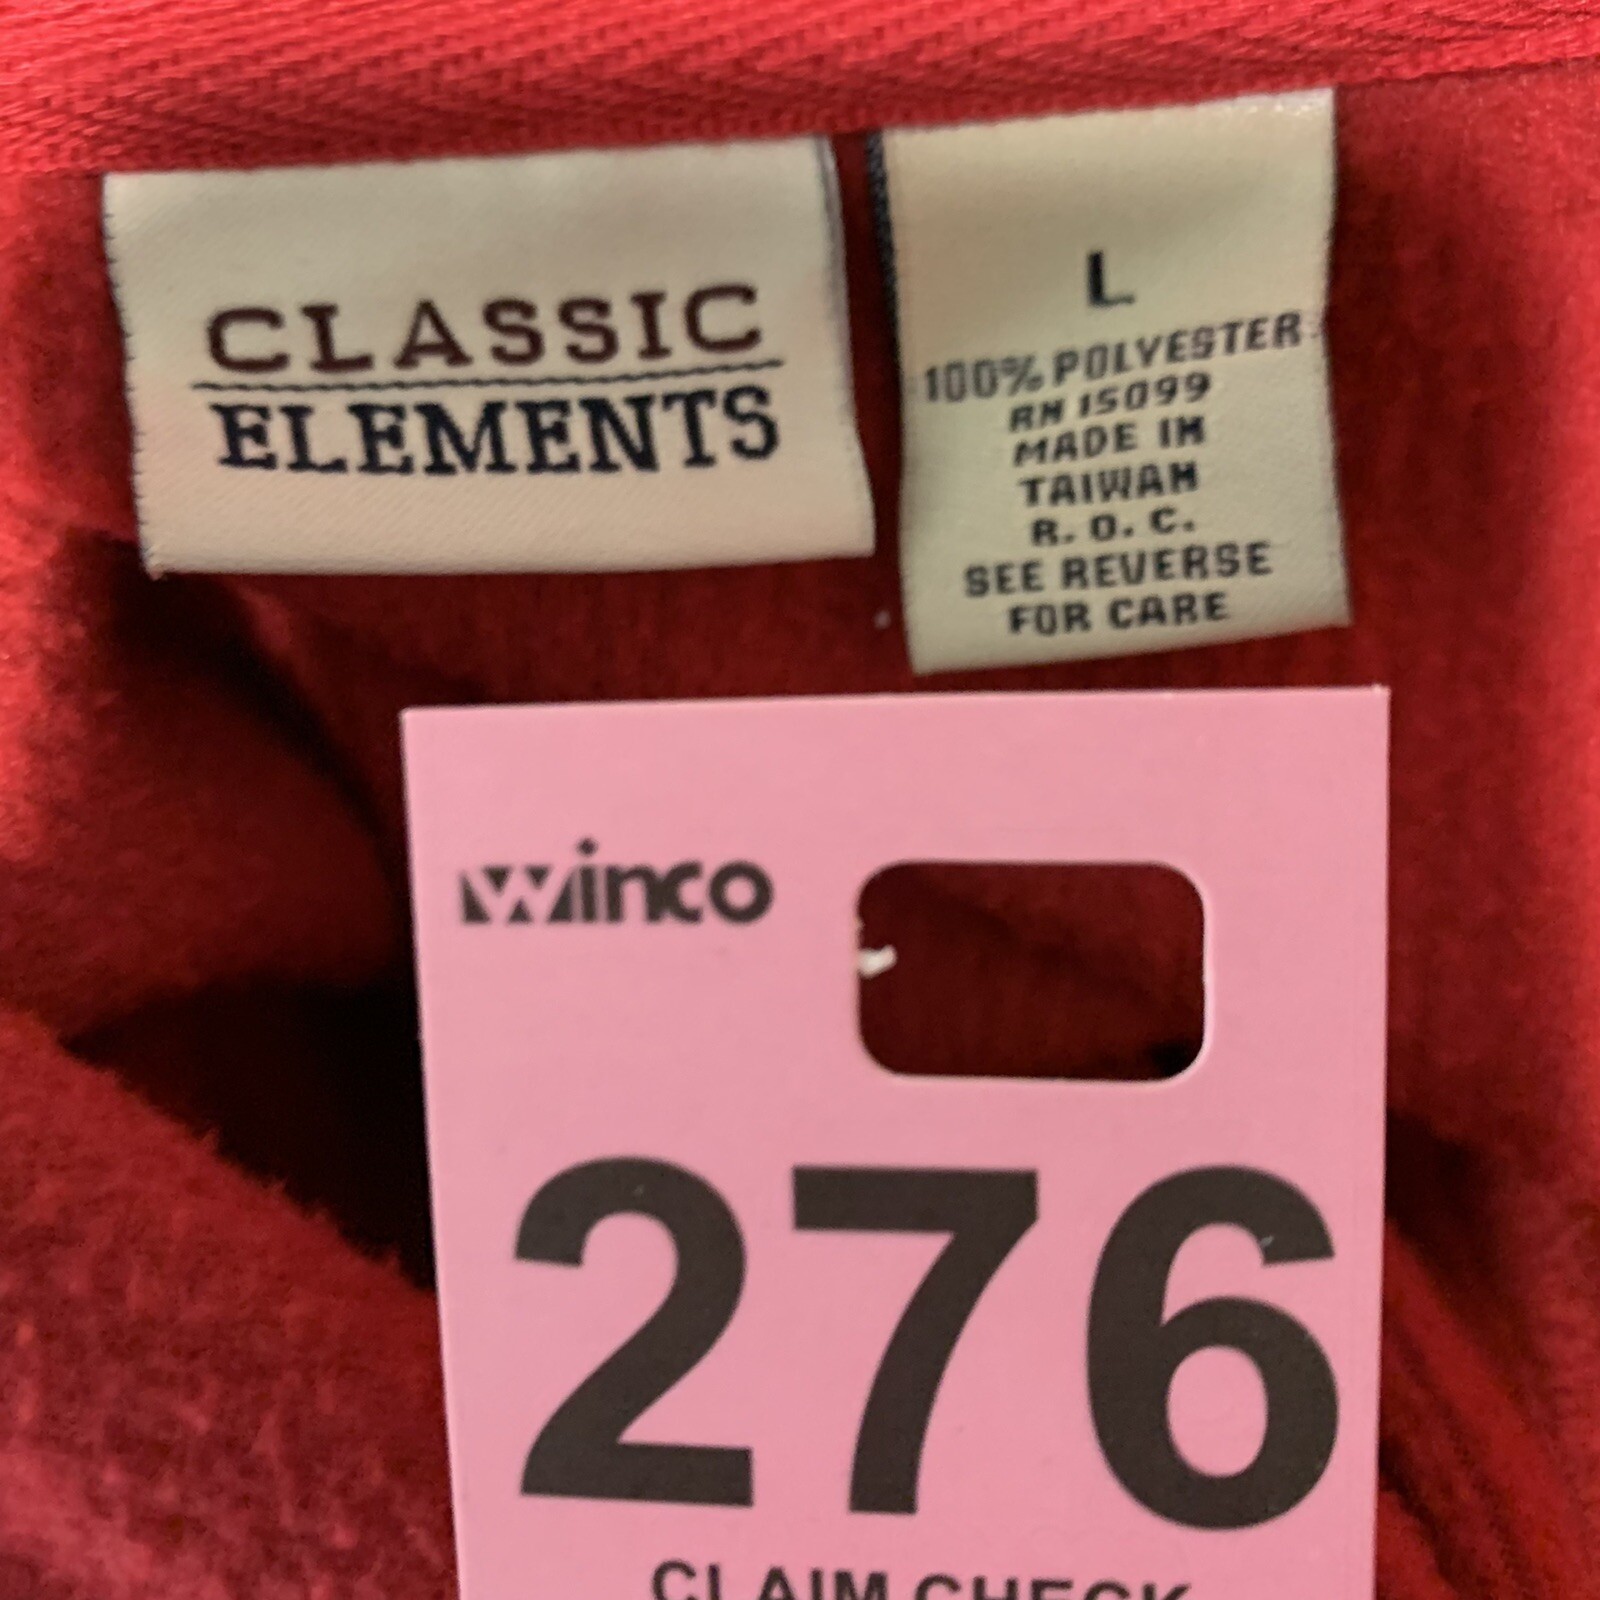 CLASSIC
ELEMENTS
L
100% POLYESTER
RN 15099
MADE IN
TAIWAN
R. O. C.
SEE REVERSE
FOR CARE
winco
276
CLAIM CHECK